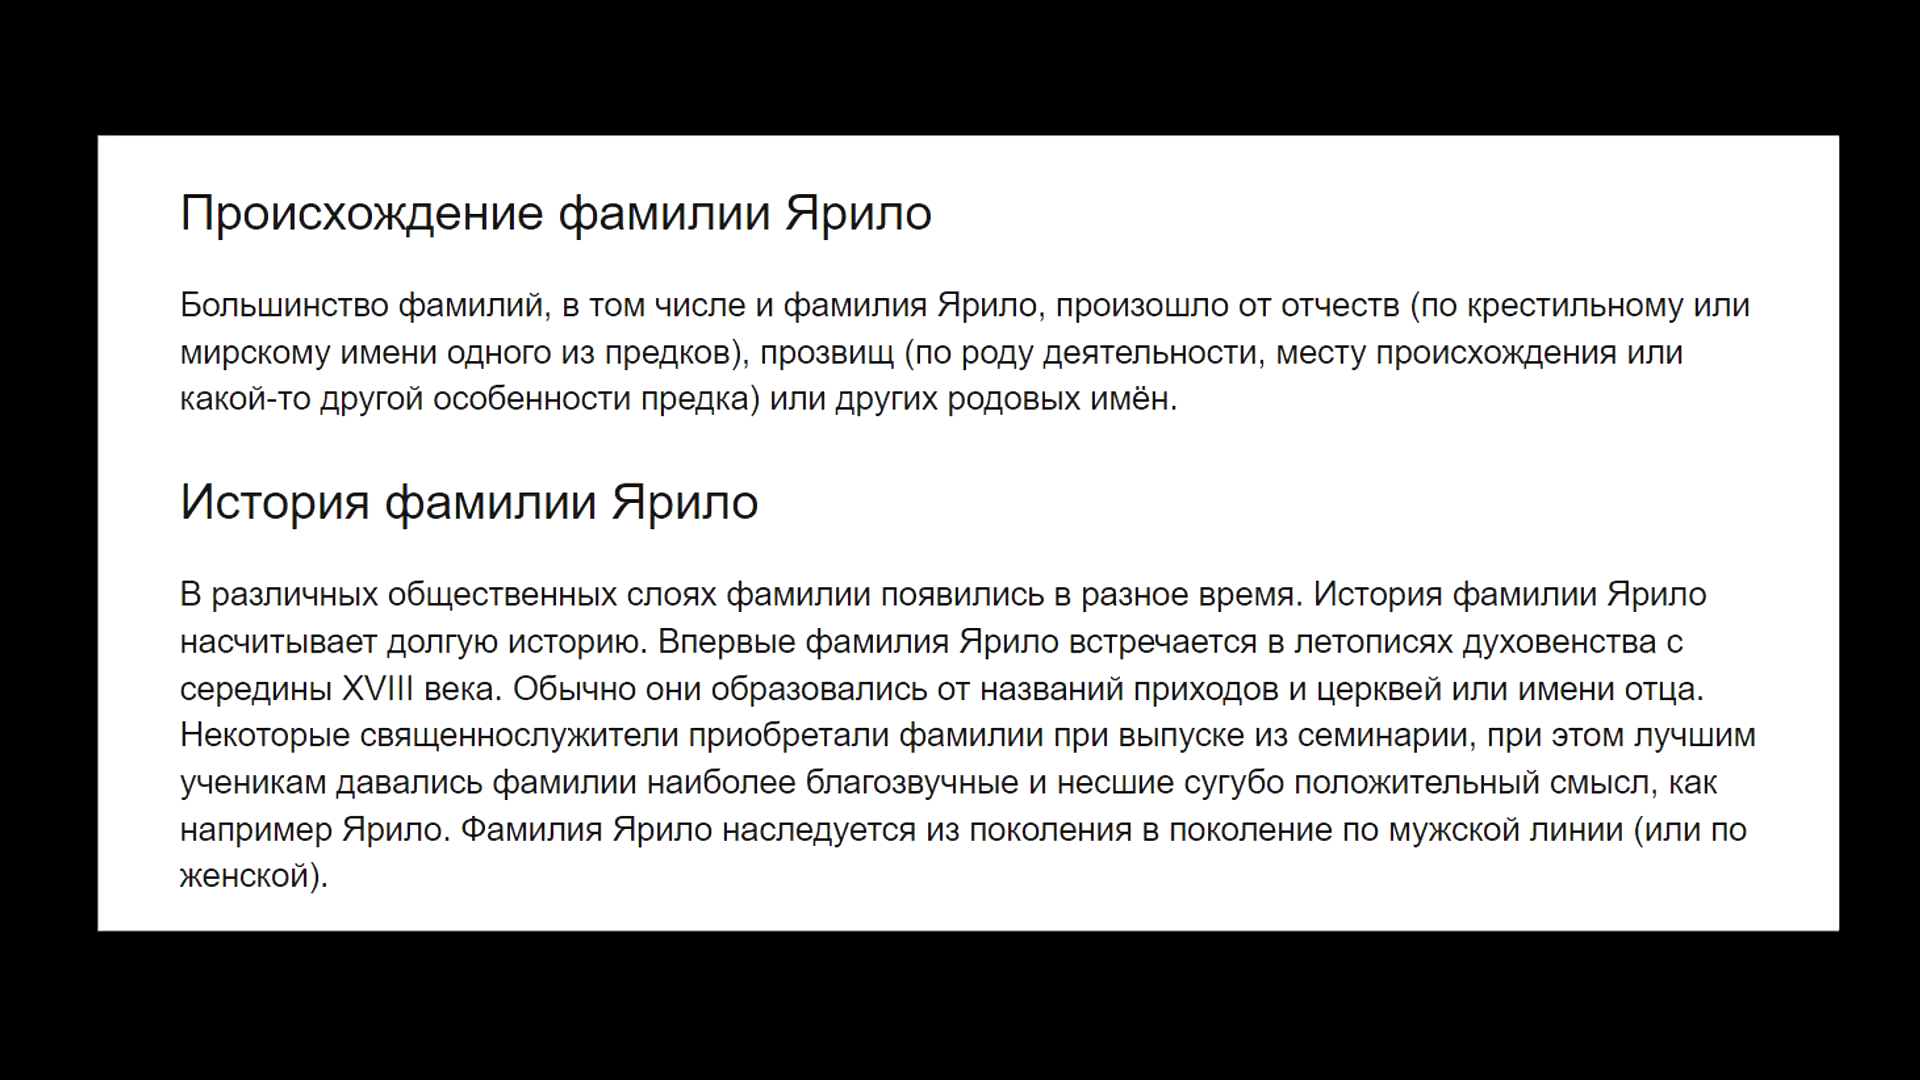 Происхождение фамилии Ярило
Большинство фамилий, в том числе и фамилия Ярило, произошло от отчеств (по крестильному или
мирскому имени одного из предков), прозвищ (по роду деятельности, месту происхождения или
какой-то другой особенности предка) или других родовых имён.
История фамилии Ярило
В различных общественных слоях фамилии появились в разное время. История фамилии Ярило
насчитывает долгую историю. Впервые фамилия Ярило встречается в летописях духовенства с
середины XVIII века. Обычно они образовались от названий приходов и церквей или имени отца.
Некоторые священнослужители приобретали фамилии при выпуске из семинарии, при этом лучшим
ученикам давались фамилии наиболее благозвучные и несшие сугубо положительный смысл, как
например Ярило. Фамилия Ярило наследуется из поколения в поколение по мужской линии (или по
женской).